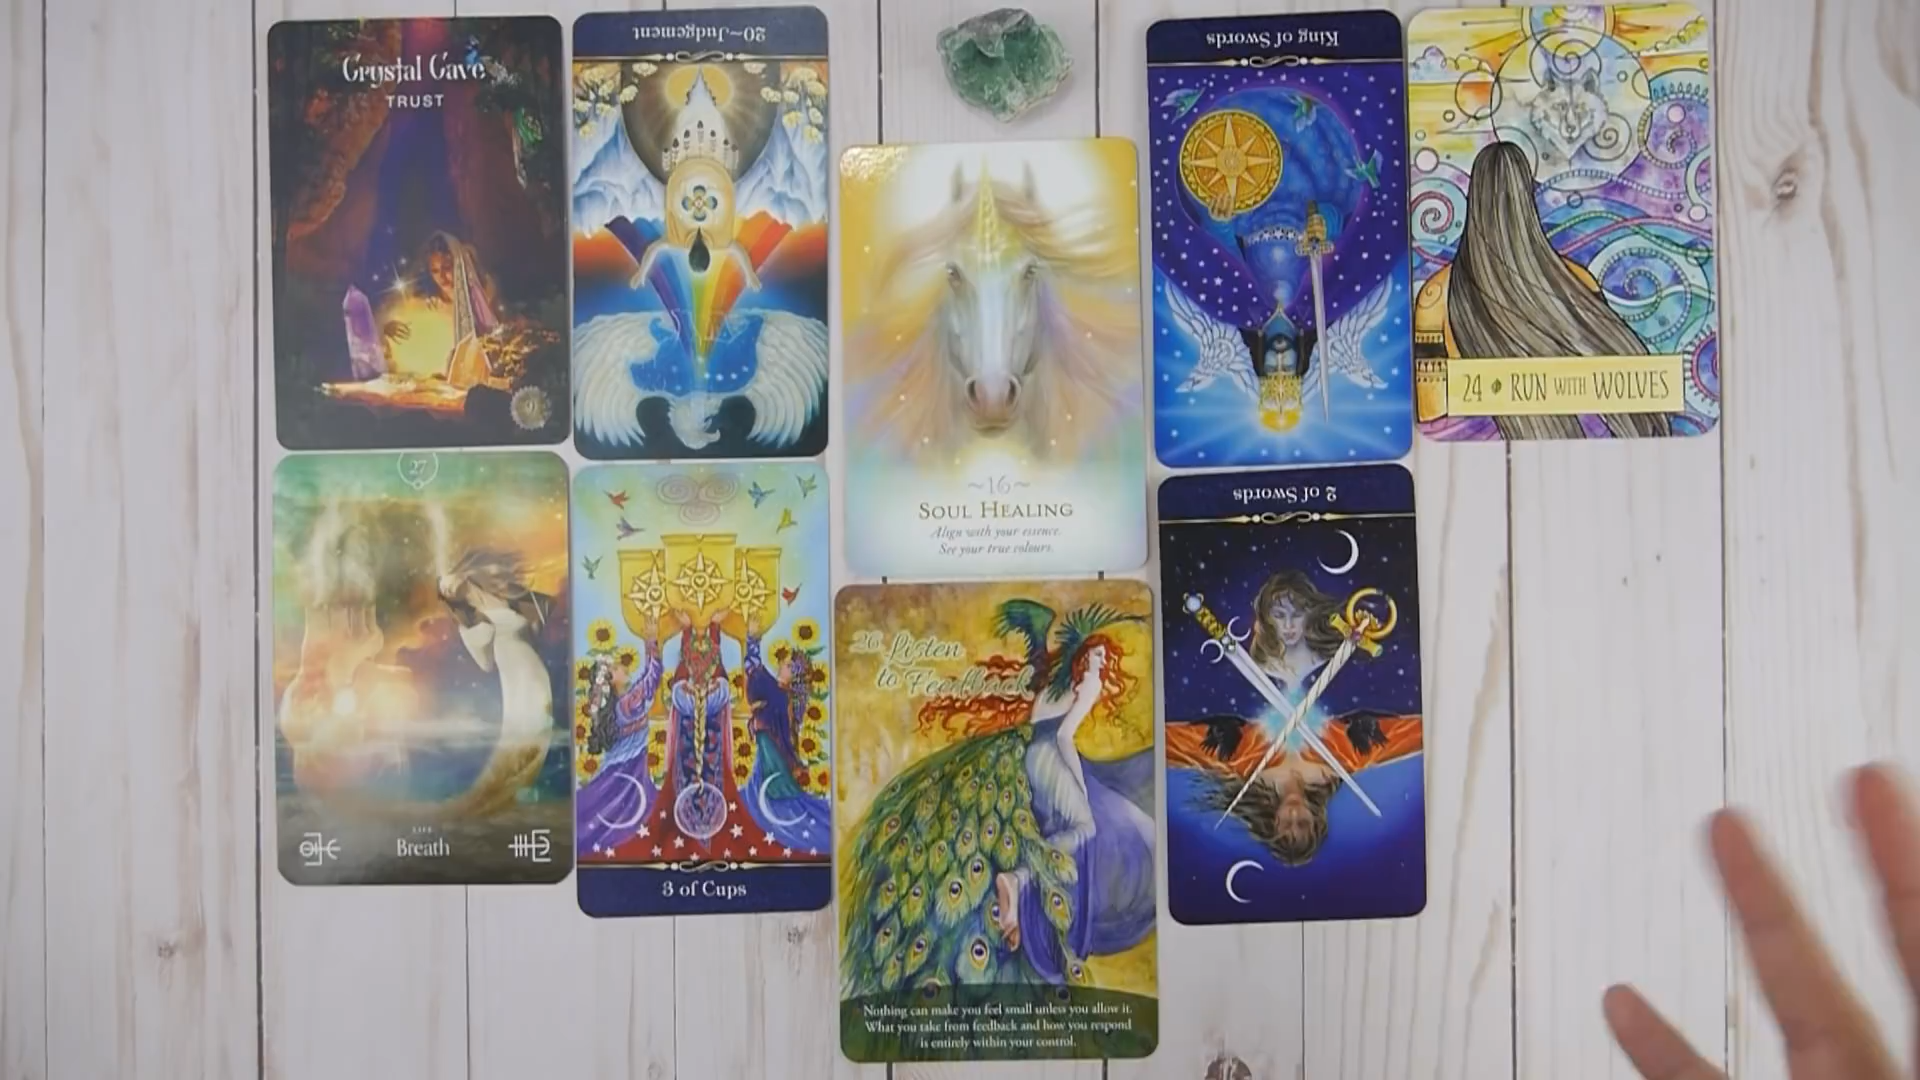 Crystal Cave
TRUST
9
20~Judgement
~16~
SOUL HEALING
Align with your essence.
See your true colours.
King of Swords
24 RUN WITH WOLVES
27
LIFE
Breath
3 of Cups
26 Listen
to Feedback
Nothing can make you feel small unless you allow it.
What you take from feedback and how you respond
is entirely within your control.
2 of Swords